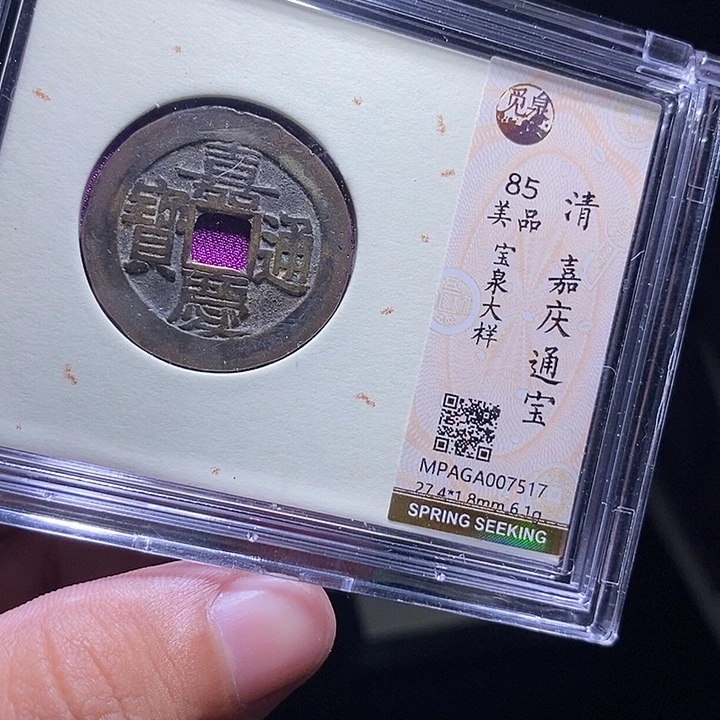 嘉慶通寶
觅泉
清 嘉庆通宝
85
美品 宝泉大样
MPAGA007517
27.4*1.8mm 6.1g
SPRING SEEKING